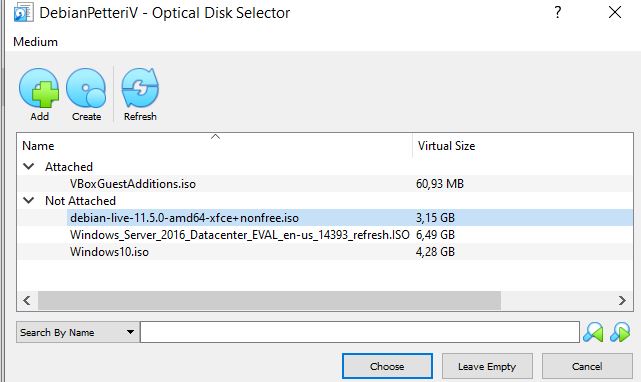 DebianPetteriV - Optical Disk Selector
Medium
Add Create Refresh
Name Virtual Size
Attached
VBoxGuestAdditions.iso 60,93 MB
Not Attached
debian-live-11.5.0-amd64-xfce+nonfree.iso 3,15 GB
Windows_Server_2016_Datacenter_EVAL_en-us_14393_refresh.ISO 6,49 GB
Windows10.iso 4,28 GB
Search By Name
Choose Leave Empty Cancel